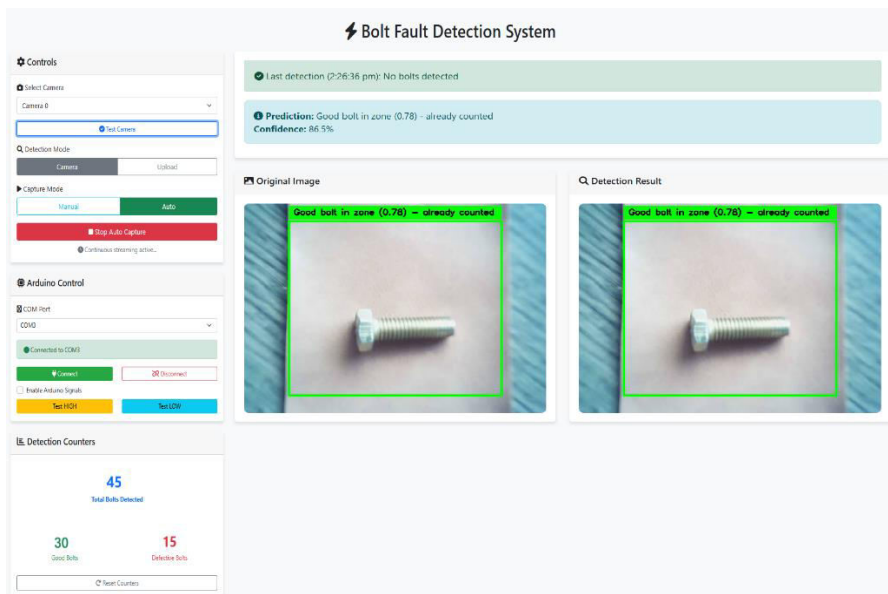 Bolt Fault Detection System
Controls
Select Camera
Camera 0
Test Camera
Detection Mode
Camera
Upload
Capture Mode
Manual
Auto
Stop Auto Capture
Continuous streaming active...
Arduino Control
COM Port
COM3
Connected to COM3
Connect
Disconnect
Enable Arduino Signals
Test HIGH
Test LOW
Detection Counters
45
Total Bolts Detected
30
Good Bolts
15
Defective Bolts
Reset Counters
Last detection (2:26:36 pm): No bolts detected
Prediction: Good bolt in zone (0.78) - already counted
Confidence: 86.5%
Original Image
Good bolt in zone (0.78) – already counted
Detection Result
Good bolt in zone (0.78) – already counted